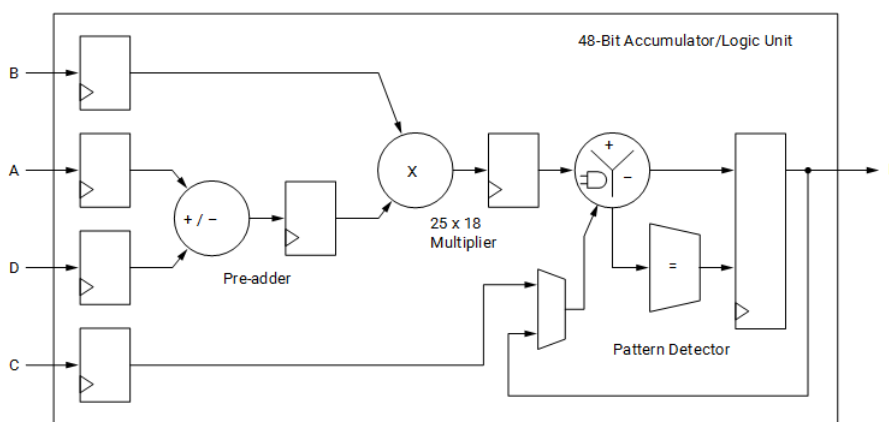 48-Bit Accumulator/Logic Unit
B
A
+
X
−
+ / −
25 x 18
Multiplier
D
=
Pre-adder
Pattern Detector
C